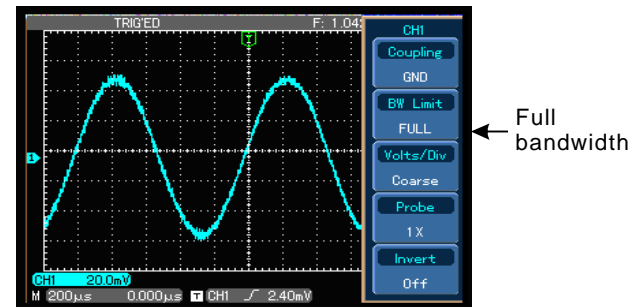 TRIG'ED F: 1.04
CH1
Coupling
GND
BW Limit
FULL
Volts/Div
Coarse
Probe
1X
Invert
Off
Full
bandwidth
T
1
CH1 20.0mV
M 200μs 0.000μs T CH1 2.40mV